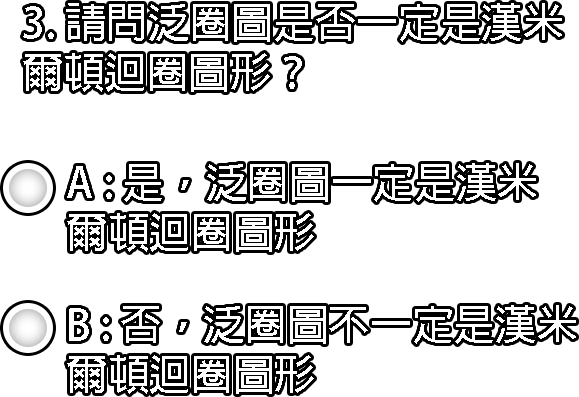 3. 請問泛圈圖是否一定是漢米
爾頓迴圈圖形？
A : 是，泛圈圖一定是漢米
爾頓迴圈圖形
B : 否，泛圈圖不一定是漢米
爾頓迴圈圖形